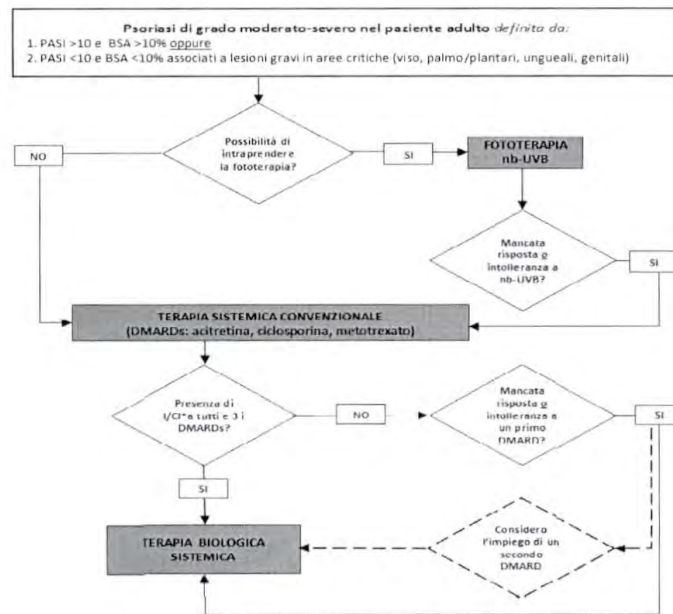 Psoriasi di grado moderato-severo nel paziente adulto definita da:
1. PASI >10 e BSA >10% oppure
2. PASI <10 e BSA <10% associati a lesioni gravi in aree critiche (viso, palmo/plantari, ungueali, genitali)
Possibilità di
intraprendere
la fototerapia?
NO
SI
FOTOTERAPIA
nb-UVB
Mancata
risposta o
intolleranza a
nb-UVB?
SI
TERAPIA SISTEMICA CONVENZIONALE
(DMARDs: acitretina, ciclosporina, metotrexato)
Presenza di
I/CI*a tutti e 3 i
DMARDs?
NO
Mancata
risposta o
intolleranza a
un primo
DMARD?
SI
SI
Considero
l'impiego di un
secondo
DMARD
TERAPIA BIOLOGICA
SISTEMICA